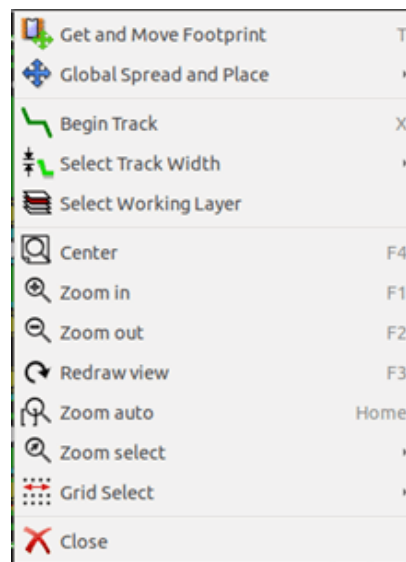 Get and Move Footprint T
Global Spread and Place
Begin Track X
Select Track Width
Select Working Layer
Center F4
Zoom in F1
Zoom out F2
Redraw view F3
Zoom auto Home
Zoom select
Grid Select
Close